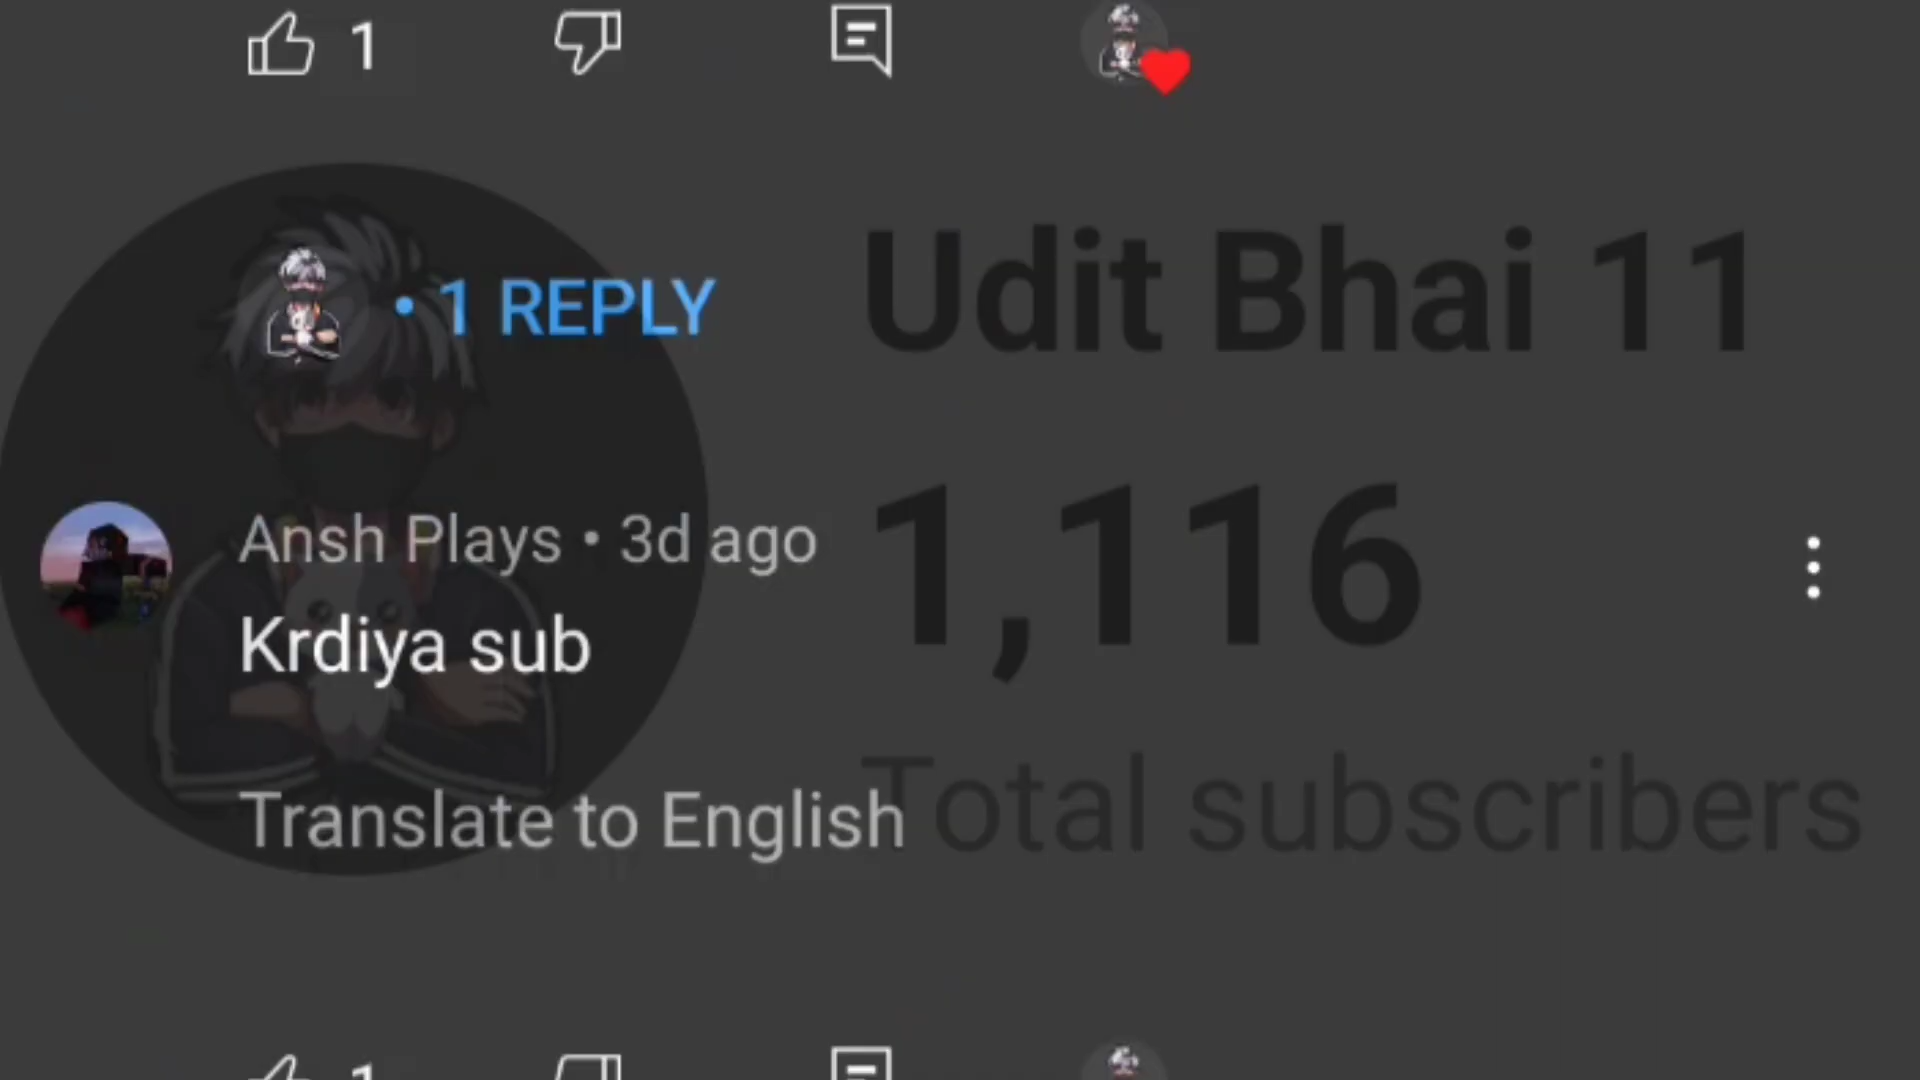 1
• 1 REPLY
Udit Bhai 11
Ansh Plays • 3d ago
1,116
Krdiya sub
Translate to English
Total subscribers
1